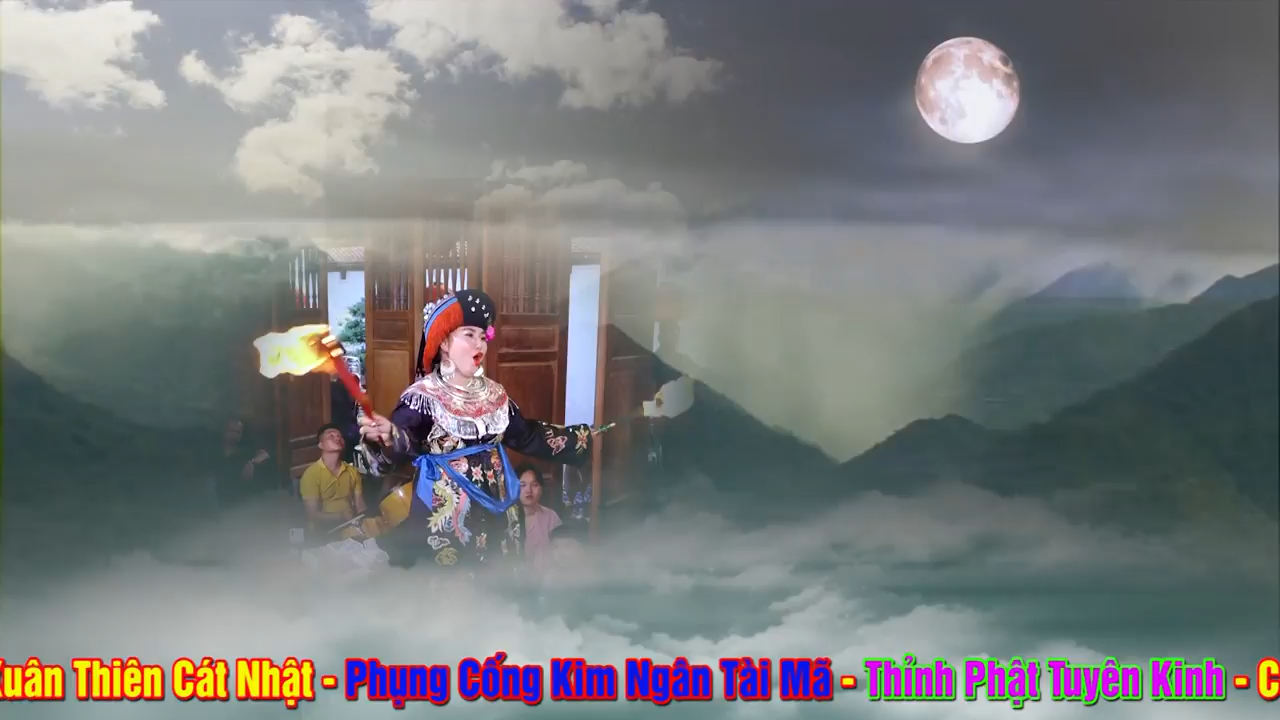 Xuân Thiên Cát Nhật - Phụng Cống Kim Ngân Tài Mã - Thỉnh Phật Tuyên Kinh - C